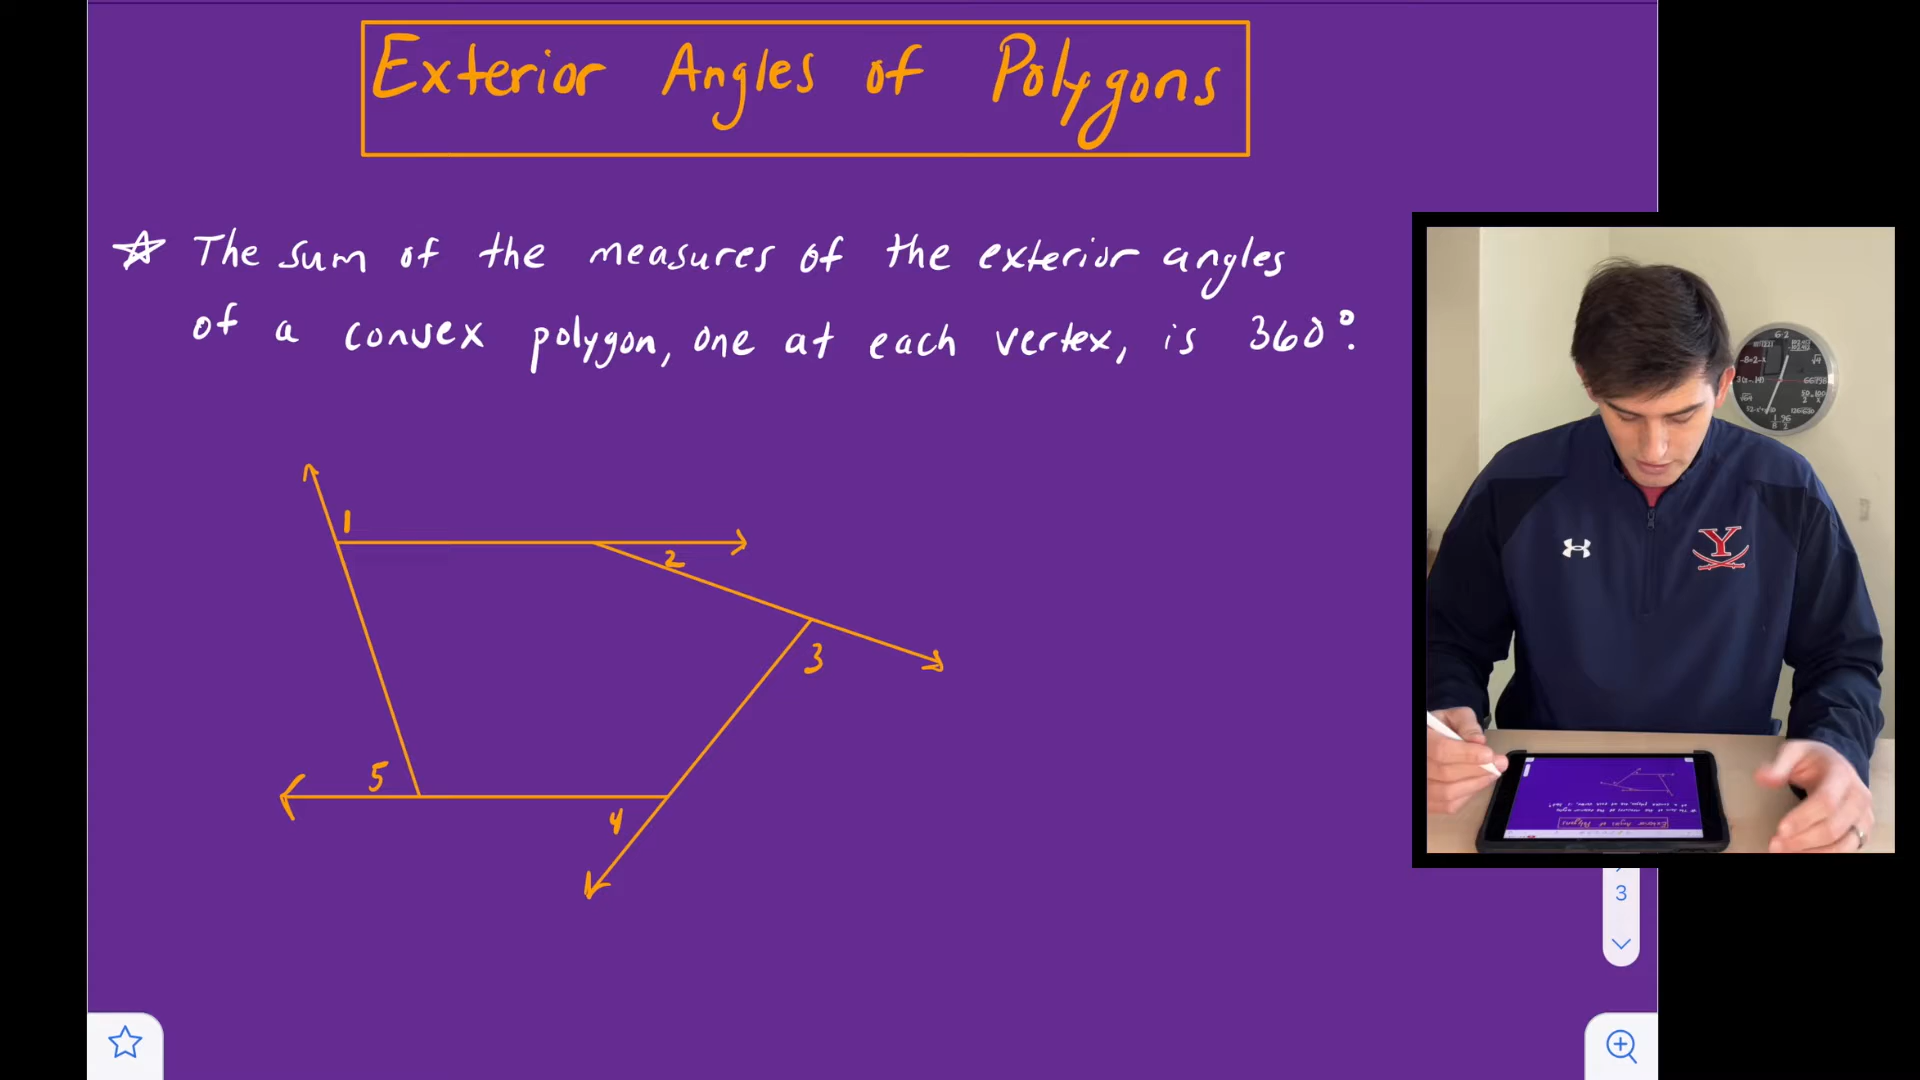 Exterior Angles of Polygons
☆ The sum of the measures of the exterior angles
of a convex polygon, one at each vertex, is 360°.
1
2
3
5
4
Y
3